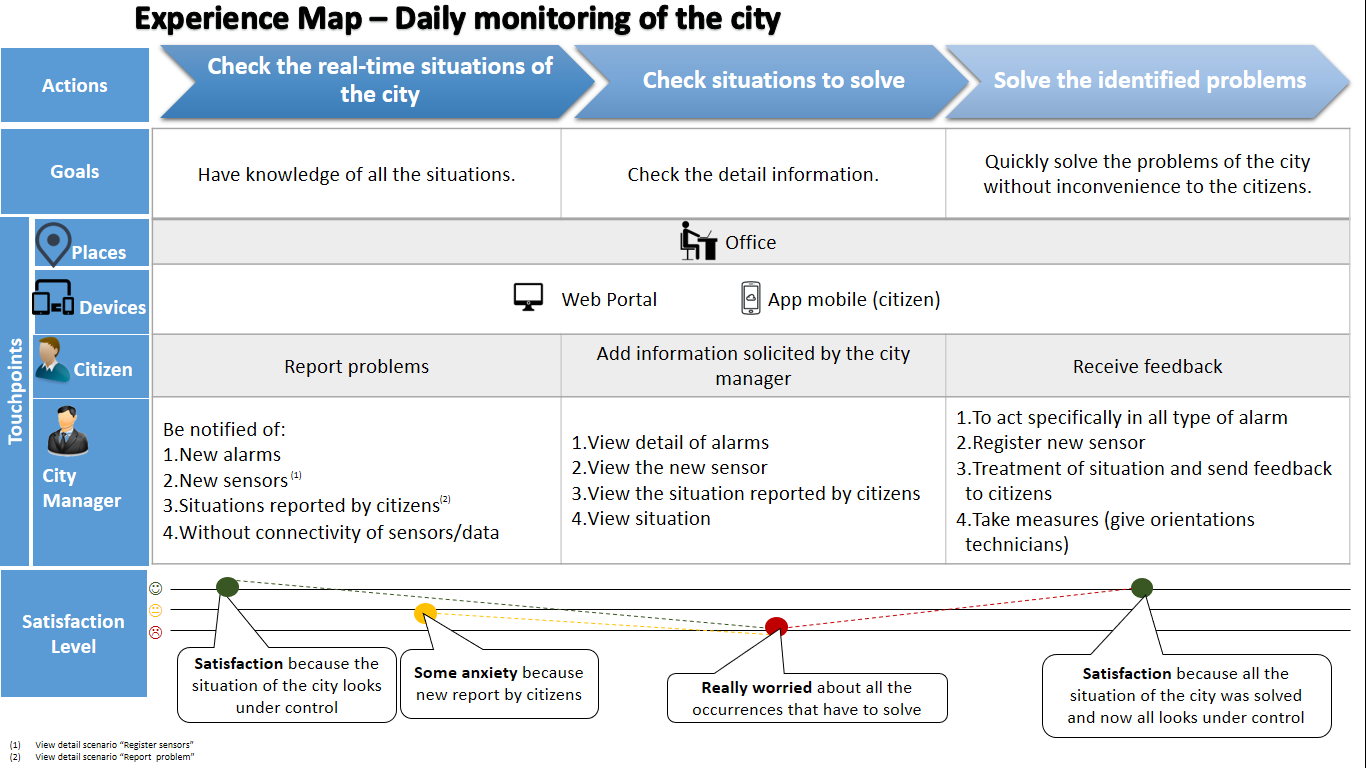 Experience Map – Daily monitoring of the city
Actions
Check the real-time situations of
the city
Check situations to solve
Solve the identified problems
Goals
Have knowledge of all the situations.
Check the detail information.
Quickly solve the problems of the city
without inconvenience to the citizens.
Touchpoints
Places
Office
Devices
Web Portal
App mobile (citizen)
Citizen
Report problems
Add information solicited by the city
manager
Receive feedback
City
Manager
Be notified of:
1.New alarms
2.New sensors (1)
3.Situations reported by citizens(2)
4.Without connectivity of sensors/data
1.View detail of alarms
2.View the new sensor
3.View the situation reported by citizens
4.View situation
1.To act specifically in all type of alarm
2.Register new sensor
3.Treatment of situation and send feedback
to citizens
4.Take measures (give orientations
technicians)
Satisfaction
Level
Satisfaction because the
situation of the city looks
under control
Some anxiety because
new report by citizens
Really worried about all the
occurrences that have to solve
Satisfaction because all the
situation of the city was solved
and now all looks under control
(1) View detail scenario “Register sensors”
(2) View detail scenario “Report problem”